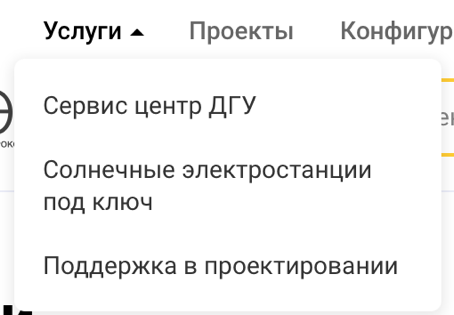 Услуги Проекты
Сервис центр ДГУ
Солнечные электростанции
под ключ
Поддержка в проектировании